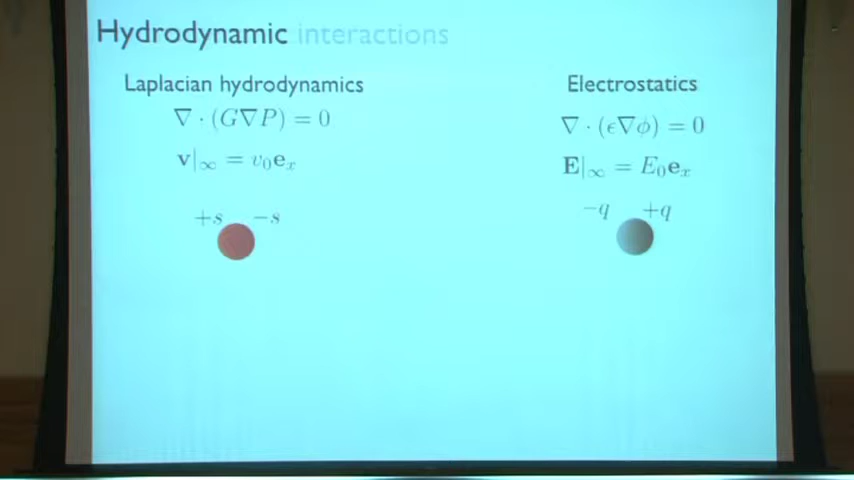 Hydrodynamic interactions
Laplacian hydrodynamics
∇ · (G∇P) = 0
v|∞ = v₀eₓ
+s −s
Electrostatics
∇ · (ϵ∇ϕ) = 0
E|∞ = E₀eₓ
−q +q